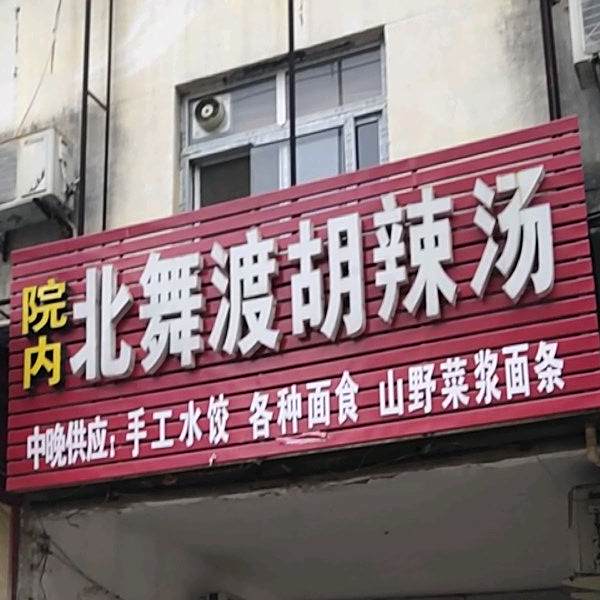 院内
北舞渡胡辣汤
中晚供应：手工水饺 各种面食 山野菜浆面条